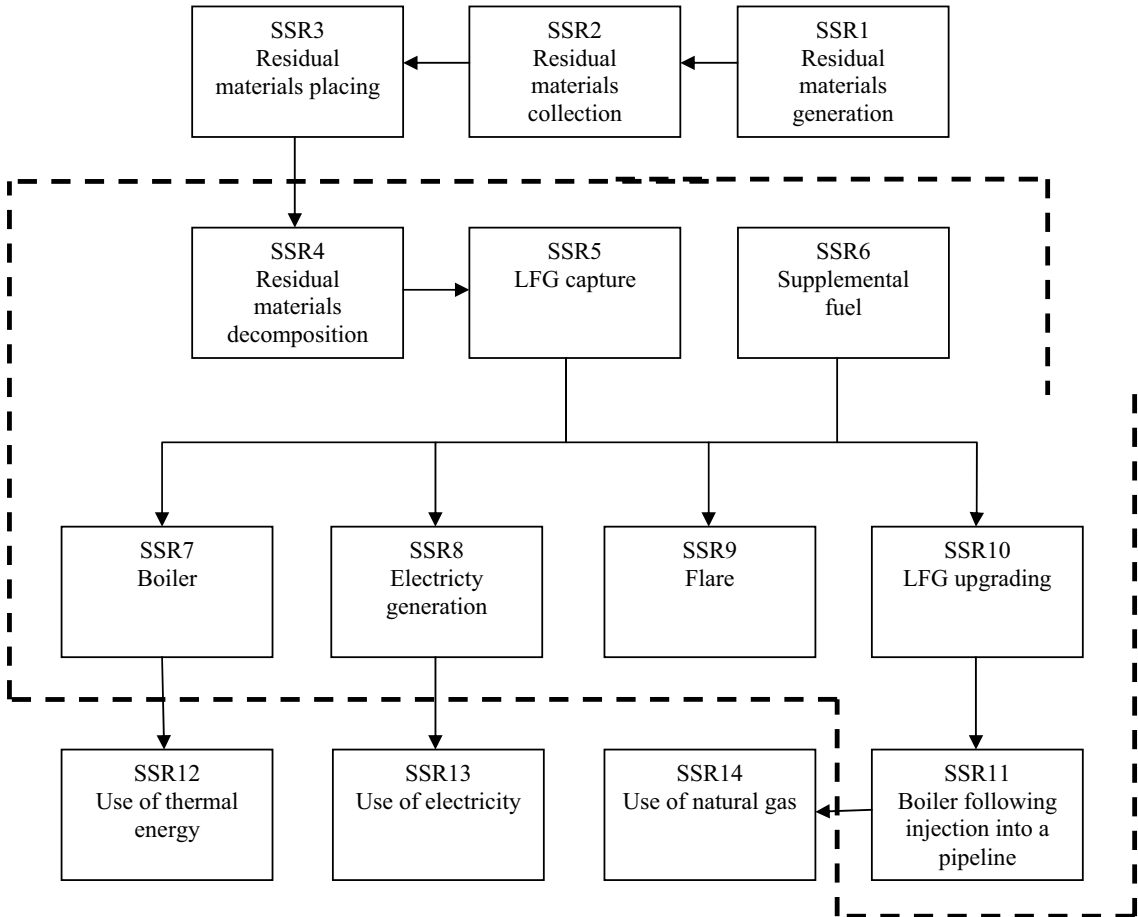 SSR3
Residual
materials placing
SSR2
Residual
materials
collection
SSR1
Residual
materials
generation
SSR4
Residual
materials
decomposition
SSR5
LFG capture
SSR6
Supplemental
fuel
SSR7
Boiler
SSR8
Electricty
generation
SSR9
Flare
SSR10
LFG upgrading
SSR12
Use of thermal
energy
SSR13
Use of electricity
SSR14
Use of natural gas
SSR11
Boiler following
injection into a
pipeline